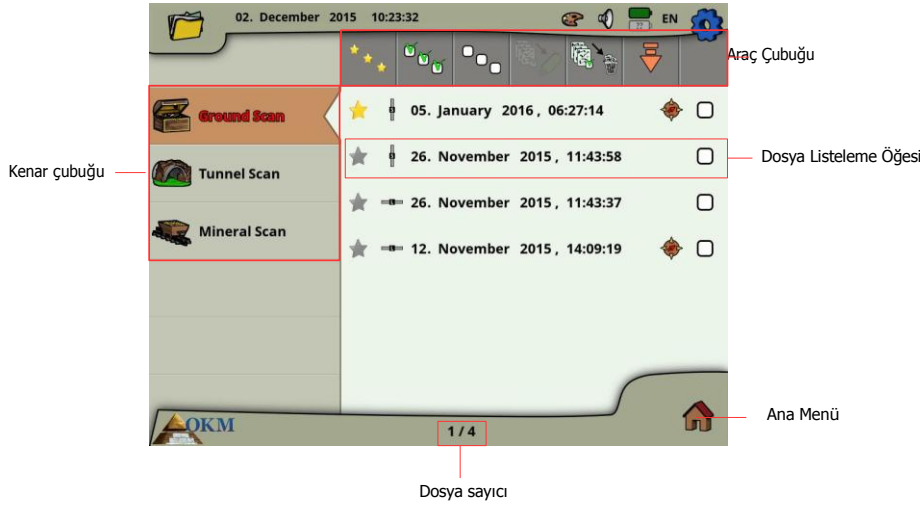 02. December 2015 10:23:32 EN
Araç Çubuğu
05. January 2016, 06:27:14
Ground Scan
26. November 2015, 11:43:58
Dosya Listeleme Öğesi
Kenar çubuğu
Tunnel Scan
26. November 2015, 11:43:37
Mineral Scan
12. November 2015, 14:09:19
Ana Menü
OKM
1 / 4
Dosya sayıcı